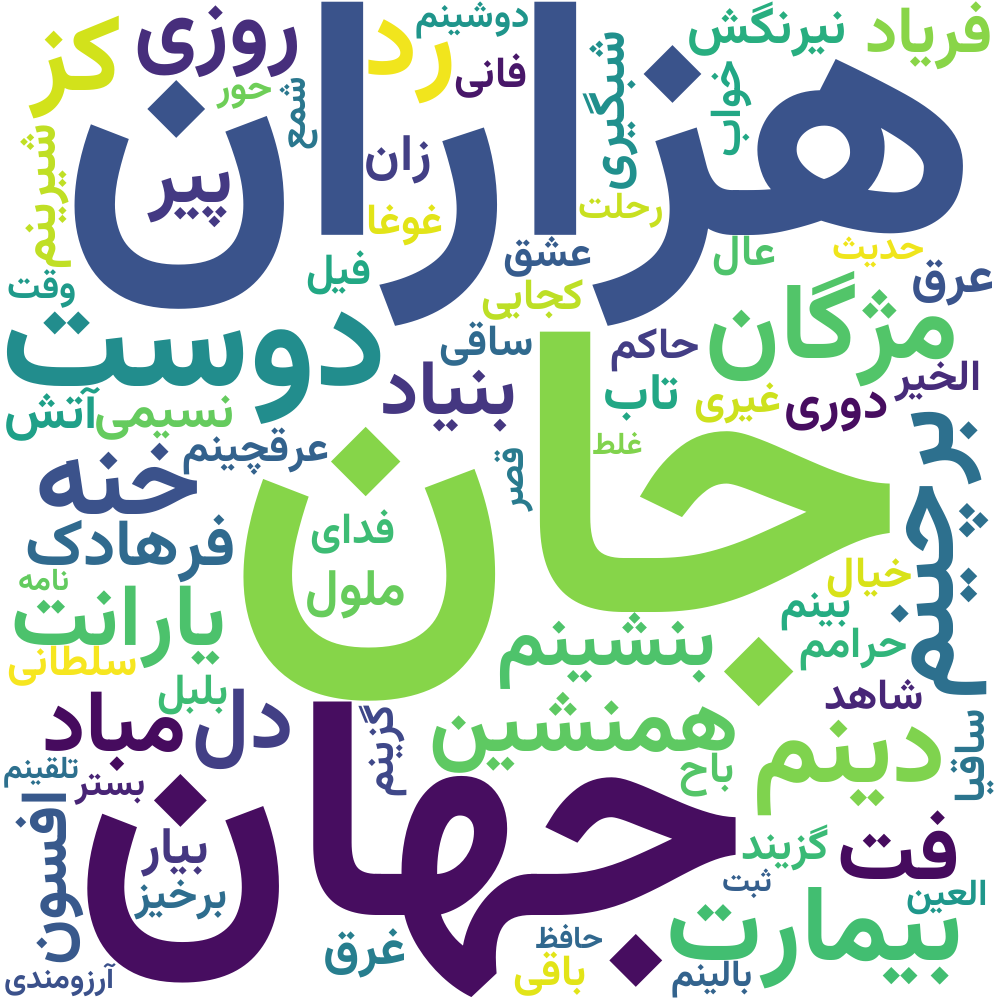 هزاران
جان
جهان
دوشینم
نیرنگش
فریاد
کز
روزی
رد
فانی
شبگیری
خواب
حور
شمع
شیرینم
زان
پیر
غوغا
رحلت
حدیث
عشق
عال
عرق
فیل
وقت
کجایی
دوست
مژگان
ساقی
حاکم
الخیر
بنیاد
تاب
غیری
دوری
آتش
نسیمی
برچینم
عرقچینم
غلط
قصر
خنه
فدای
فرهادک
خیال
نامه
ملول
بینم
یارانت
بنشینم
حرامم
سلطانی
بلبل
شاهد
دل
مباد
گزینم
همنشین
دینم
ساقیا
تلقینم
بستر
باح
افسون
بیار
گزیند
فت
برخیز
ثبت
العین
بیمارت
غرق
حافظ
باقی
بالینم
آرزومندی